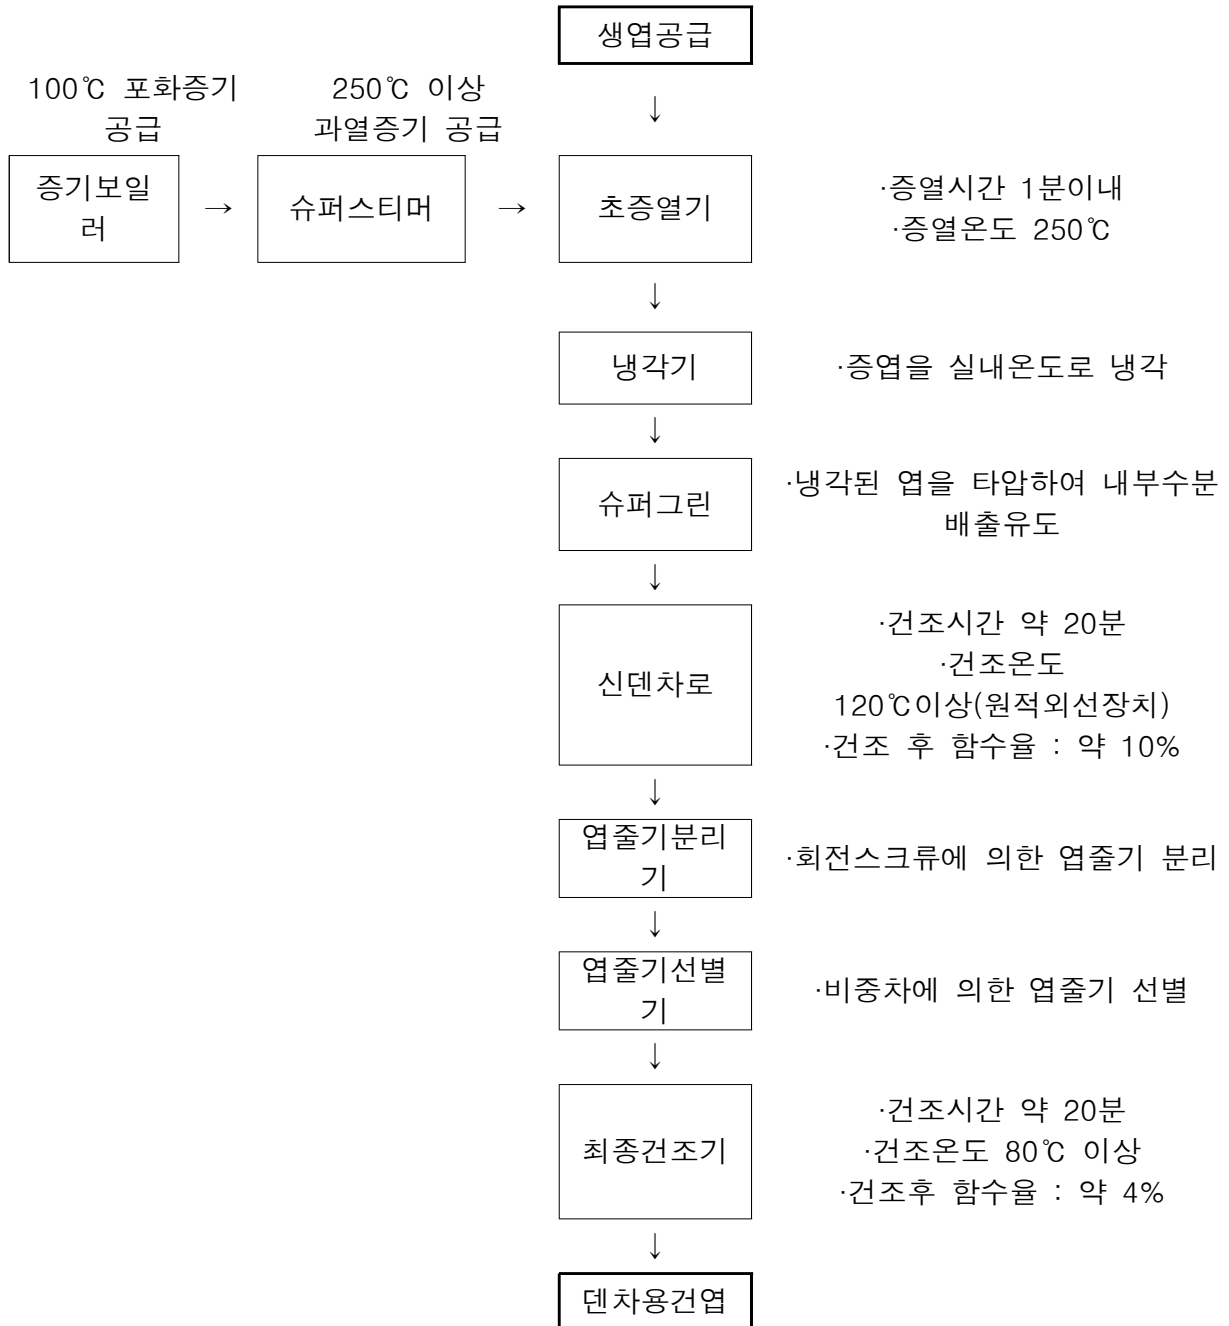 생엽공급
↓
100℃ 포화증기
공급
250℃ 이상
과열증기 공급
증기보일
러
→
슈퍼스티머
→
초증열기
·증열시간 1분이내
·증열온도 250℃
↓
냉각기
·증엽을 실내온도로 냉각
↓
슈퍼그린
·냉각된 엽을 타압하여 내부수분
배출유도
↓
신덴차로
·건조시간 약 20분
·건조온도
120℃이상(원적외선장치)
·건조 후 함수율 : 약 10%
↓
엽줄기분리
기
·회전스크류에 의한 엽줄기 분리
↓
엽줄기선별
기
·비중차에 의한 엽줄기 선별
↓
최종건조기
·건조시간 약 20분
·건조온도 80℃ 이상
·건조후 함수율 : 약 4%
↓
덴차용건엽